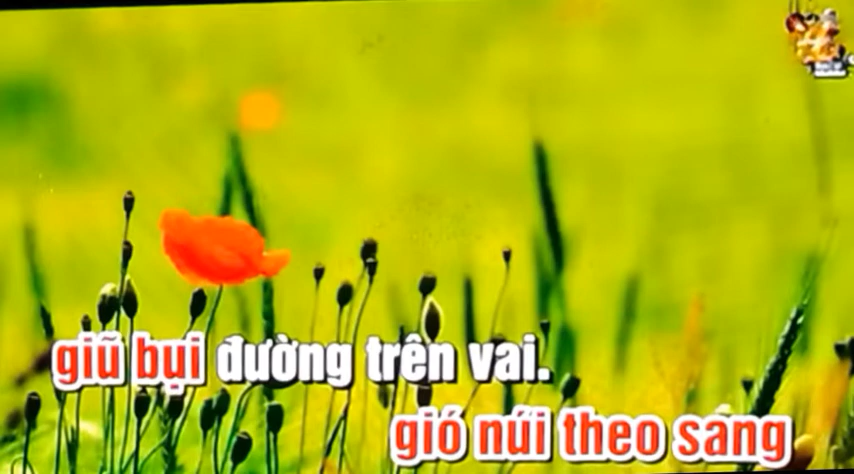 giũ bụi đường trên vai.
gió núi theo sang